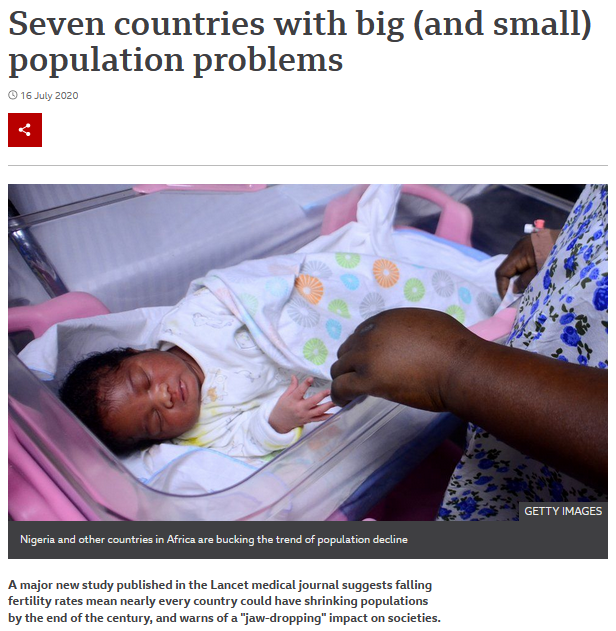 Seven countries with big (and small)
population problems
16 July 2020
GETTY IMAGES
Nigeria and other countries in Africa are bucking the trend of population decline
A major new study published in the Lancet medical journal suggests falling
fertility rates mean nearly every country could have shrinking populations
by the end of the century, and warns of a "jaw-dropping" impact on societies.